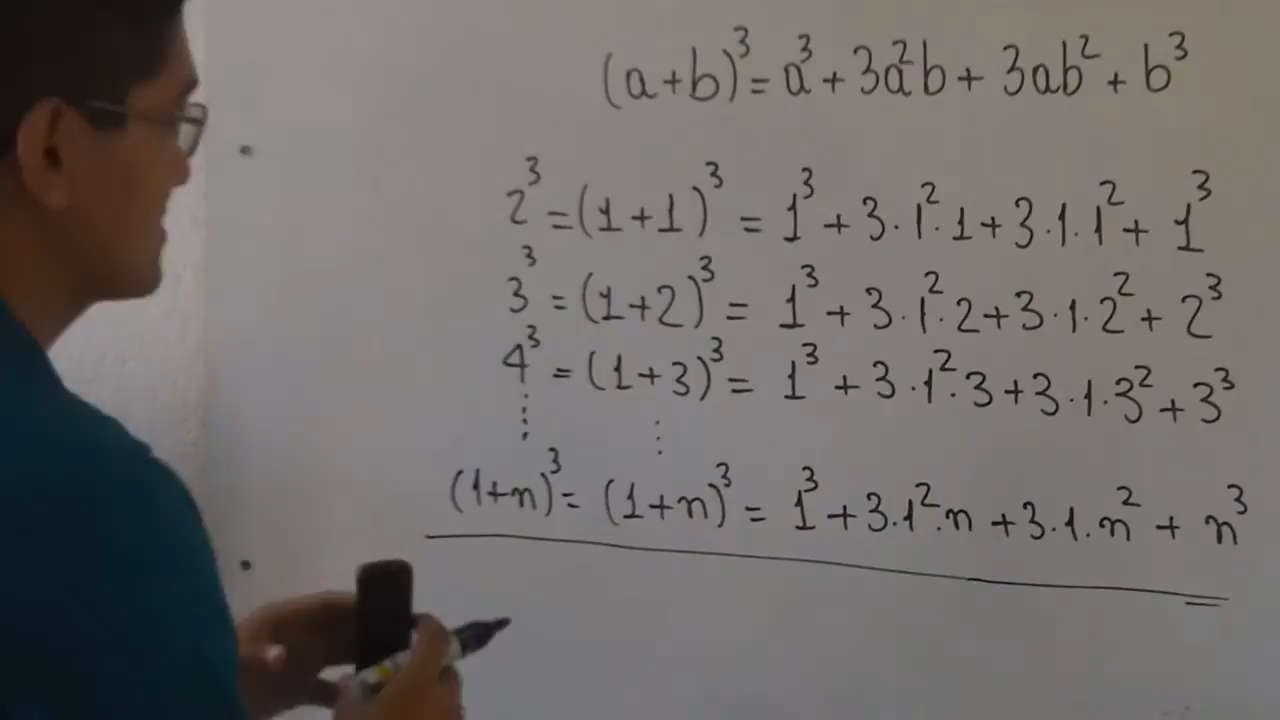 (a+b)³=a³+3a²b+3ab²+b³
2³=(1+1)³=1³+3·1²·1+3·1·1²+1³
3³=(1+2)³=1³+3·1²·2+3·1·2²+2³
4³=(1+3)³=1³+3·1²·3+3·1·3²+3³
⋮ ⋮
(1+n)³=(1+n)³=1³+3·1²·n+3·1·n²+n³